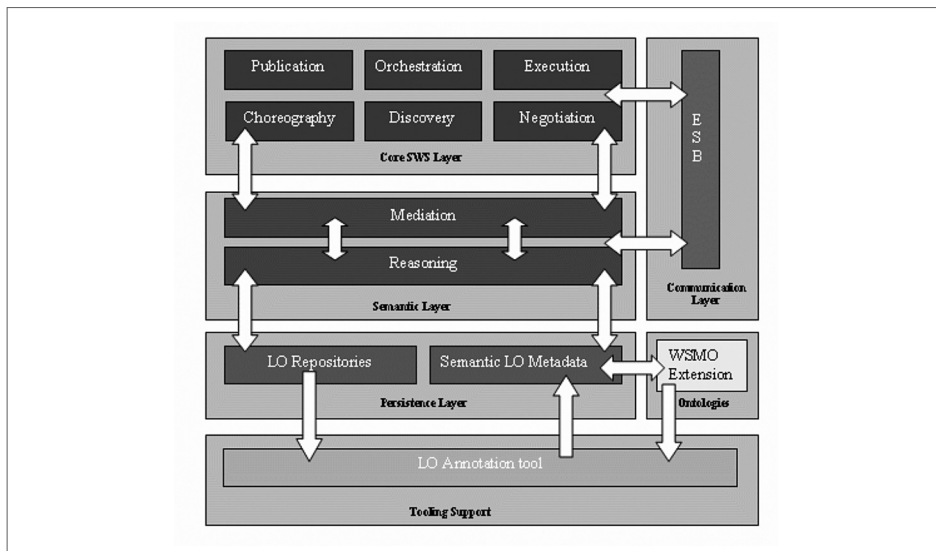 Publication
Orchestration
Execution
Choreography
Discovery
Negotiation
Core SWS Layer
E
S
B
Communication
Layer
Mediation
Reasoning
Semantic Layer
LO Repositories
Semantic LO Metadata
Persistence Layer
WSMO
Extension
Ontologies
LO Annotation tool
Tooling Support